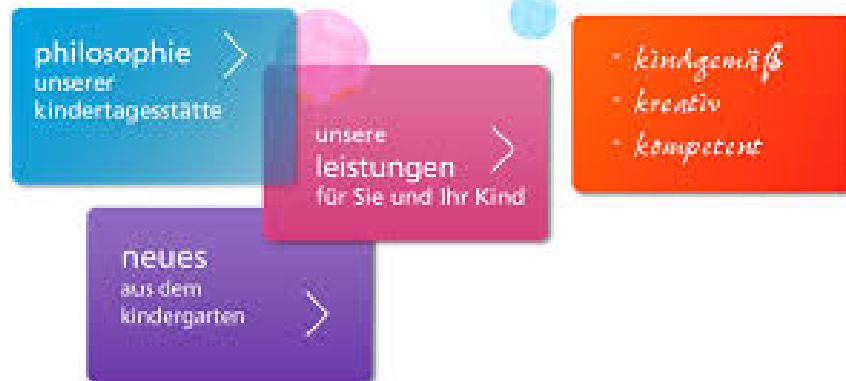 philosophie
unserer
kindertagesstätte
unsere
leistungen
für Sie und Ihr Kind
- kindgemäß
- kreativ
- kompetent
neues
aus dem
kindergarten